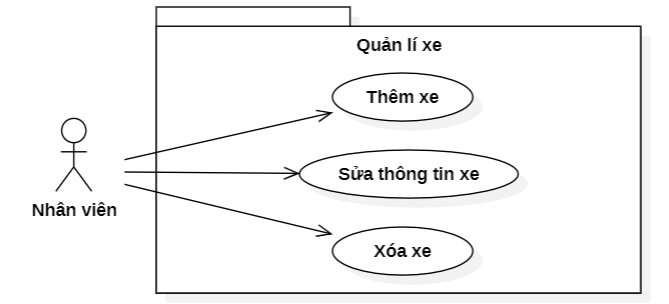 Quản lí xe
Thêm xe
Sửa thông tin xe
Nhân viên
Xóa xe